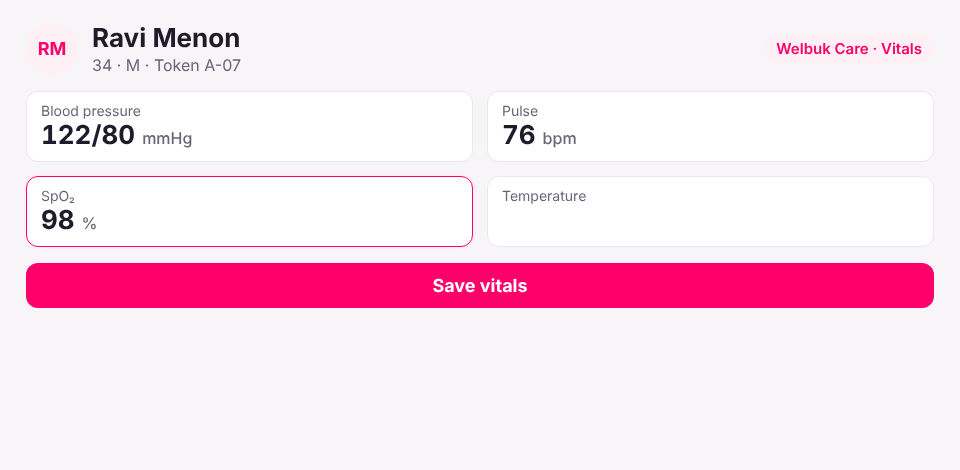 RM
Ravi Menon
34 · M · Token A-07
Welbuk Care · Vitals
Blood pressure
122/80 mmHg
Pulse
76 bpm
SpO₂
98 %
Temperature
Save vitals